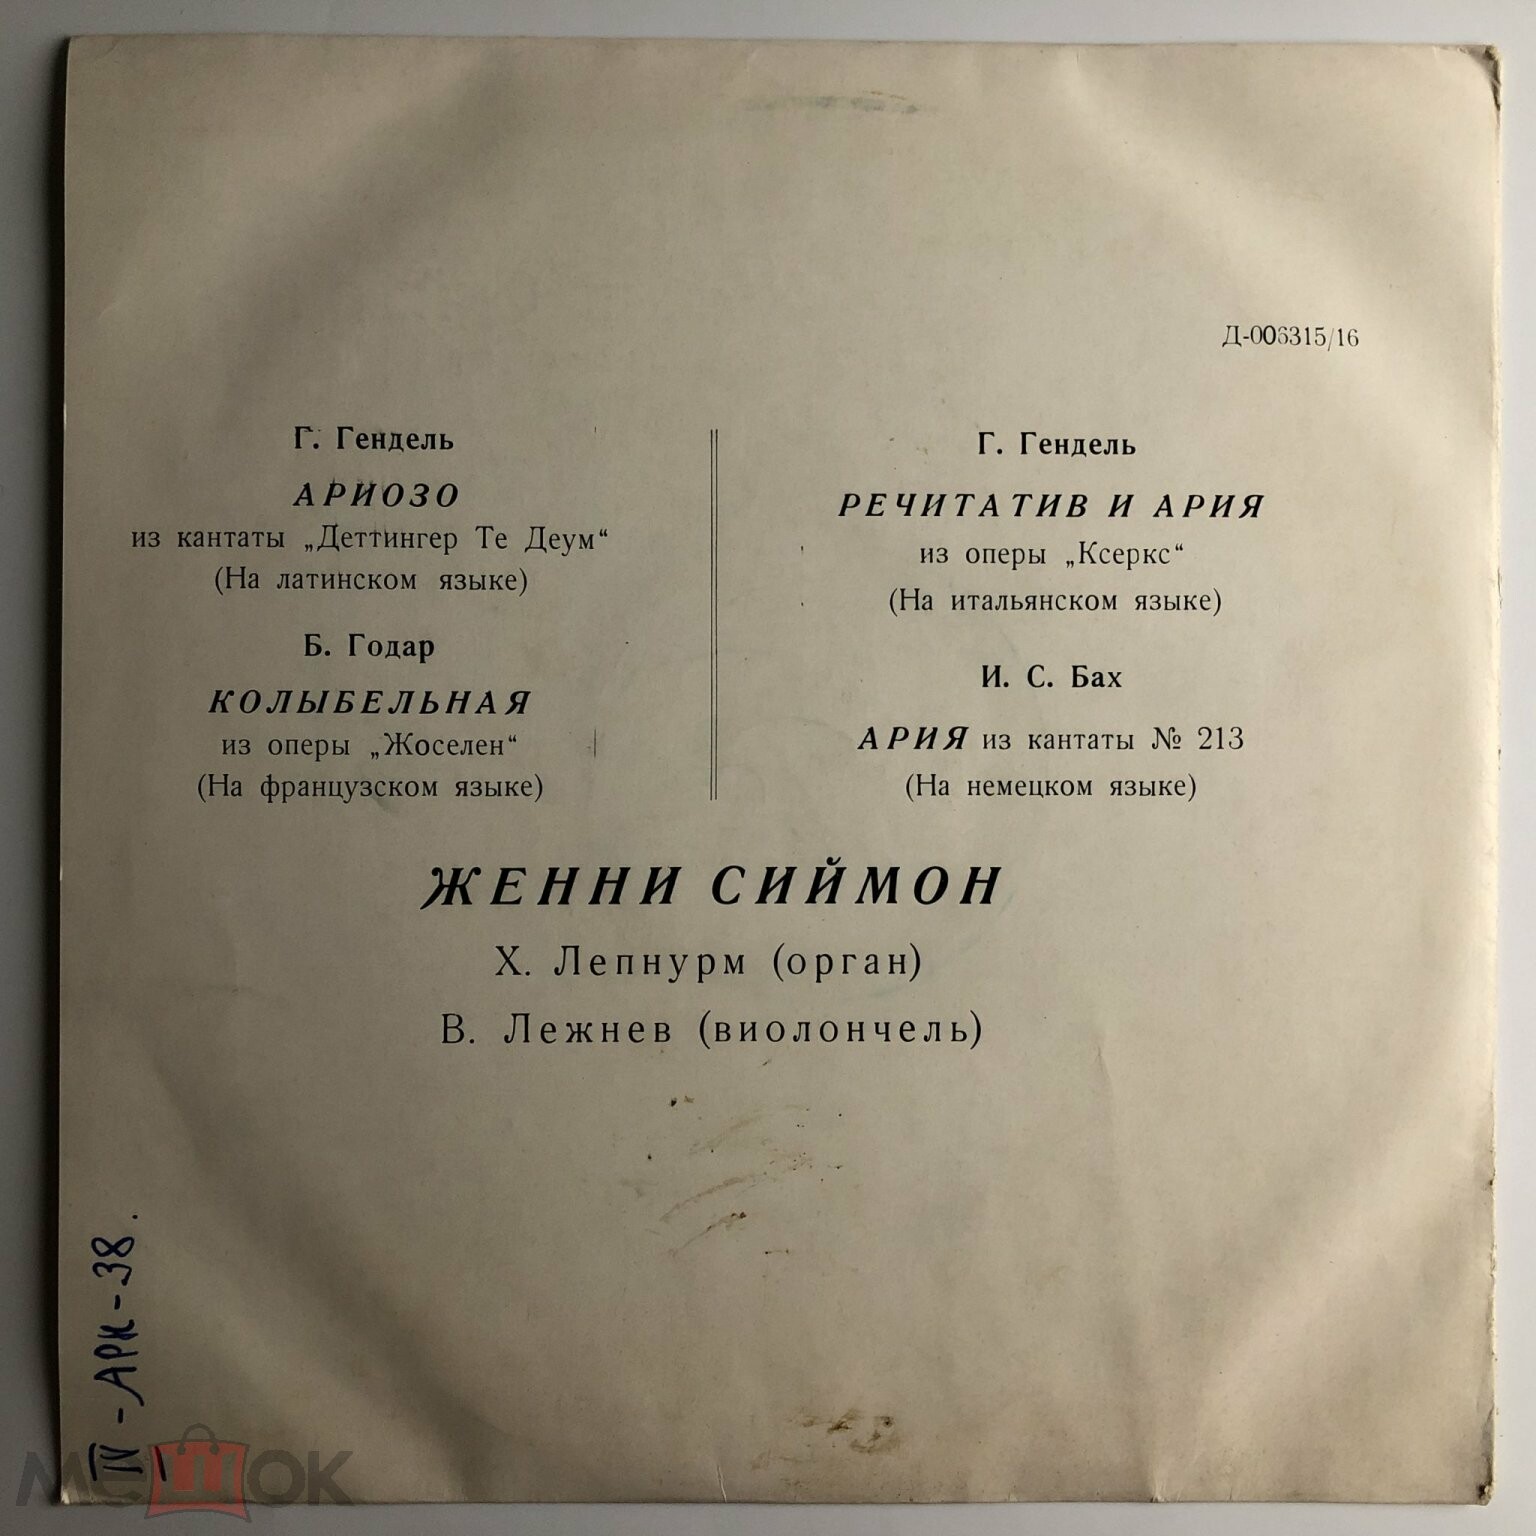 Д-006315/16
Г. Гендель
АРИОЗО
из кантаты „Деттингер Те Деум“
(На латинском языке)
Б. Годар
КОЛЫБЕЛЬНАЯ
из оперы „Жоселен“
(На французском языке)
Г. Гендель
РЕЧИТАТИВ И АРИЯ
из оперы „Ксеркс“
(На итальянском языке)
И. С. Бах
АРИЯ из кантаты № 213
(На немецком языке)
ЖЕННИ СИЙМОН
Х. Лепнурм (орган)
В. Лежнев (виолончель)
IV - АРИ - 38.
мешок